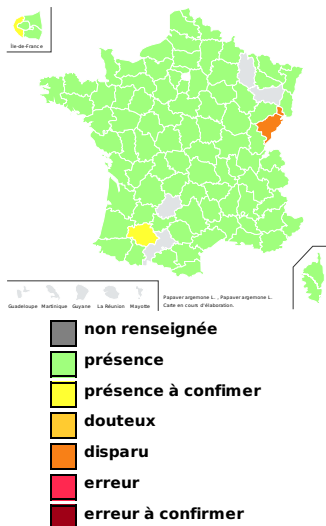 Île-de-France
Guadeloupe Martinique Guyane La Réunion Mayotte
Papaver argemone L. , Papaver argemone L.
Carte en cours d'élaboration.
non renseignée
présence
présence à confimer
douteux
disparu
erreur
erreur à confirmer